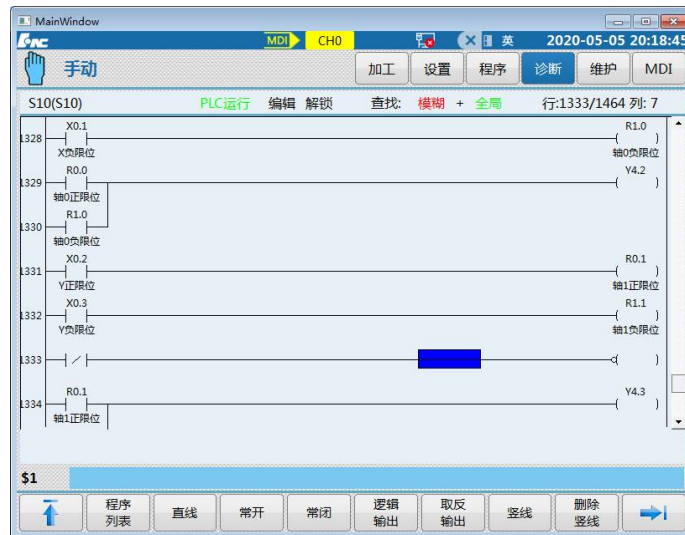 MainWindow
MDI CH0 英 2020-05-05 20:18:45
手动 加工 设置 程序 诊断 维护 MDI
S10(S10) PLC运行 编辑 解锁 查找: 模糊 + 全局 行:1333/1464 列: 7
X0.1 R1.0
1328
X负限位 轴0负限位
R0.0 Y4.2
1329
轴0正限位
R1.0
1330
轴0负限位
X0.2 R0.1
1331
Y正限位 轴1正限位
X0.3 R1.1
1332
Y负限位 轴1负限位
1333
R0.1 Y4.3
1334
轴1正限位
$1
程序列表 直线 常开 常闭 逻辑输出 取反输出 竖线 删除竖线